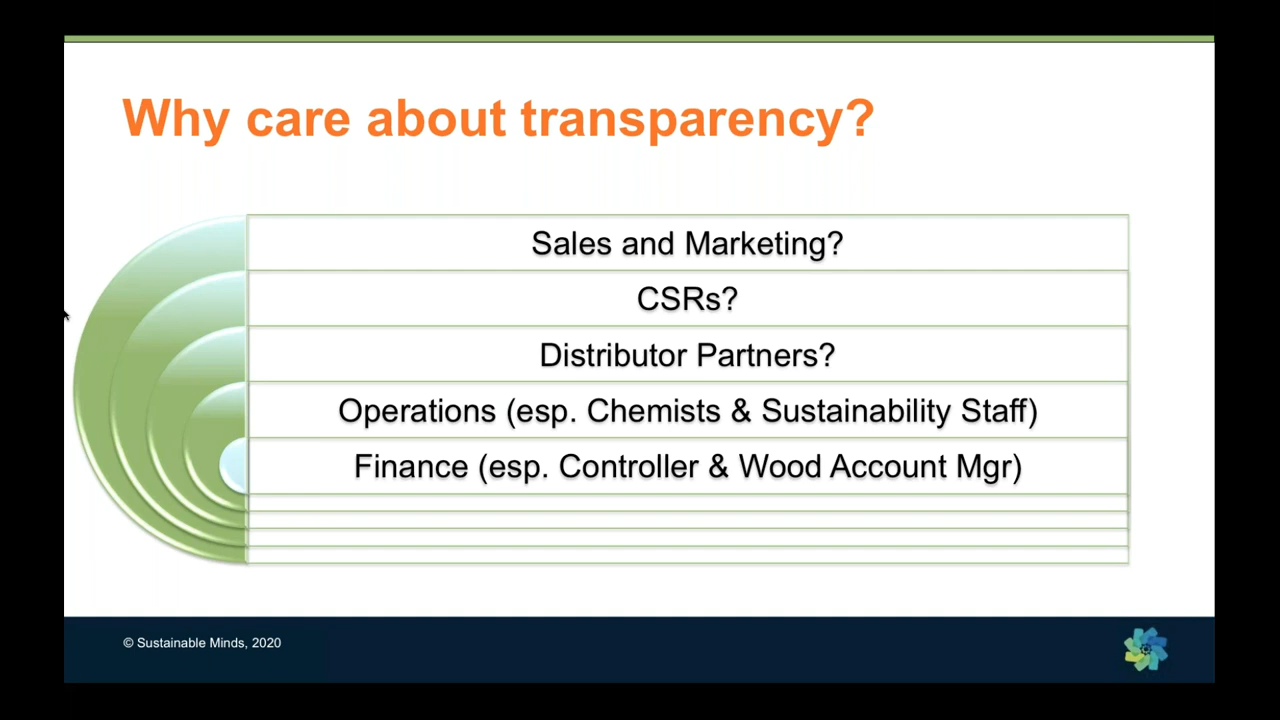 Why care about transparency?
Sales and Marketing?
CSRs?
Distributor Partners?
Operations (esp. Chemists & Sustainability Staff)
Finance (esp. Controller & Wood Account Mgr)
© Sustainable Minds, 2020